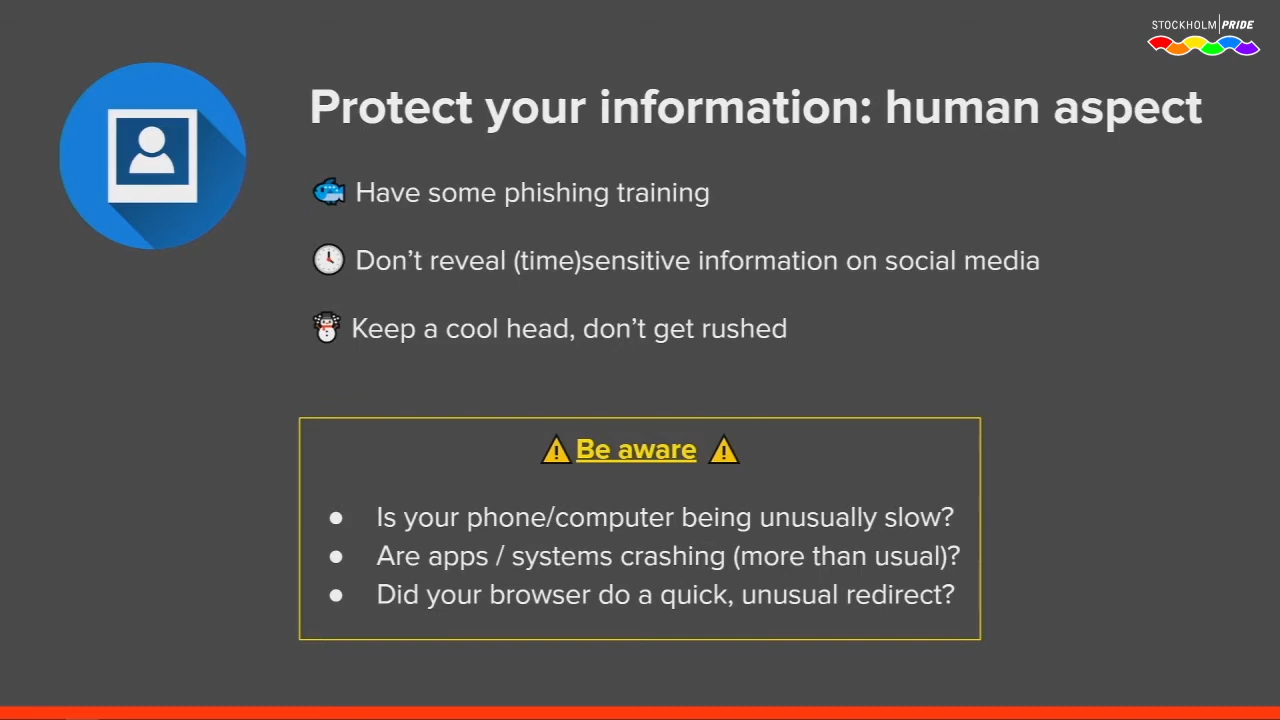 STOCKHOLM PRIDE
Protect your information: human aspect
Have some phishing training
Don’t reveal (time)sensitive information on social media
Keep a cool head, don’t get rushed
Be aware
● Is your phone/computer being unusually slow?
● Are apps / systems crashing (more than usual)?
● Did your browser do a quick, unusual redirect?